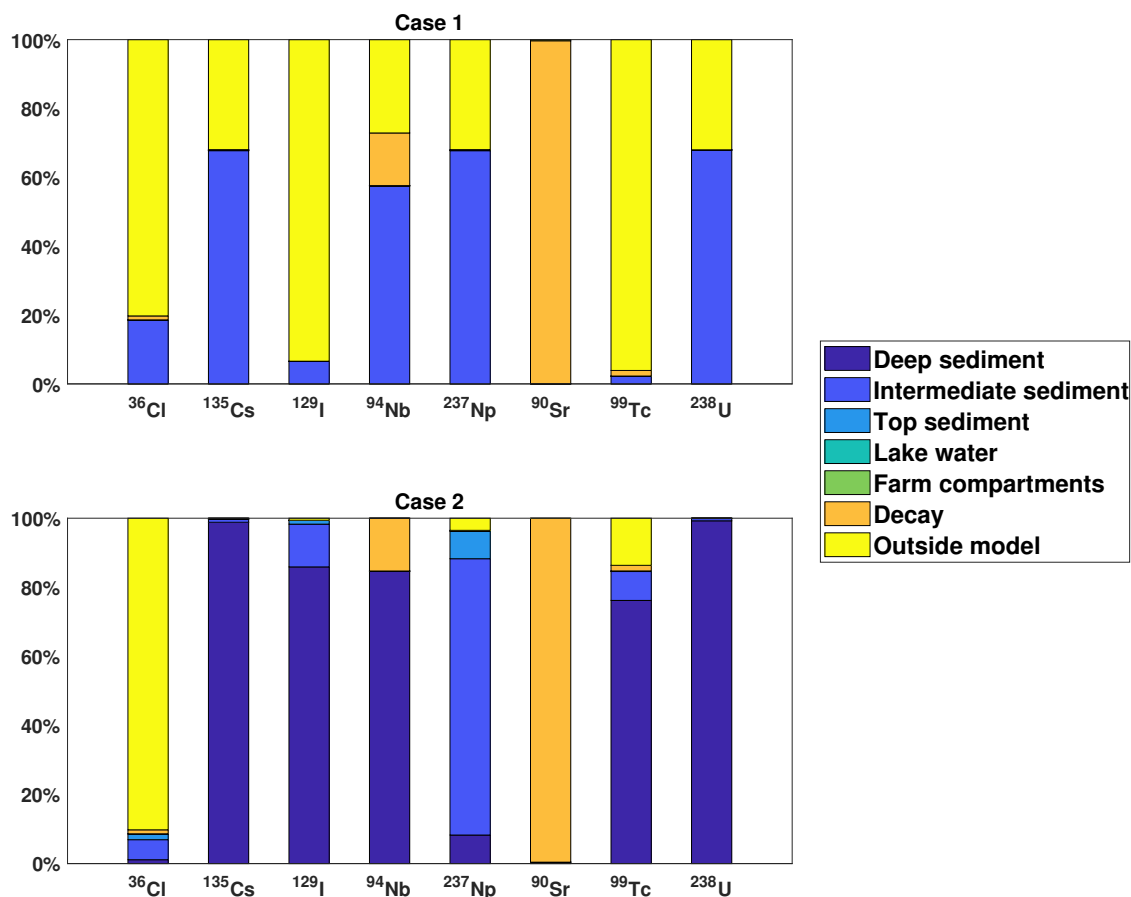 Case 1
100%
80%
60%
40%
20%
0%
36Cl 135Cs 129I 94Nb 237Np 90Sr 99Tc 238U
Case 2
100%
80%
60%
40%
20%
0%
36Cl 135Cs 129I 94Nb 237Np 90Sr 99Tc 238U
Deep sediment
Intermediate sediment
Top sediment
Lake water
Farm compartments
Decay
Outside model